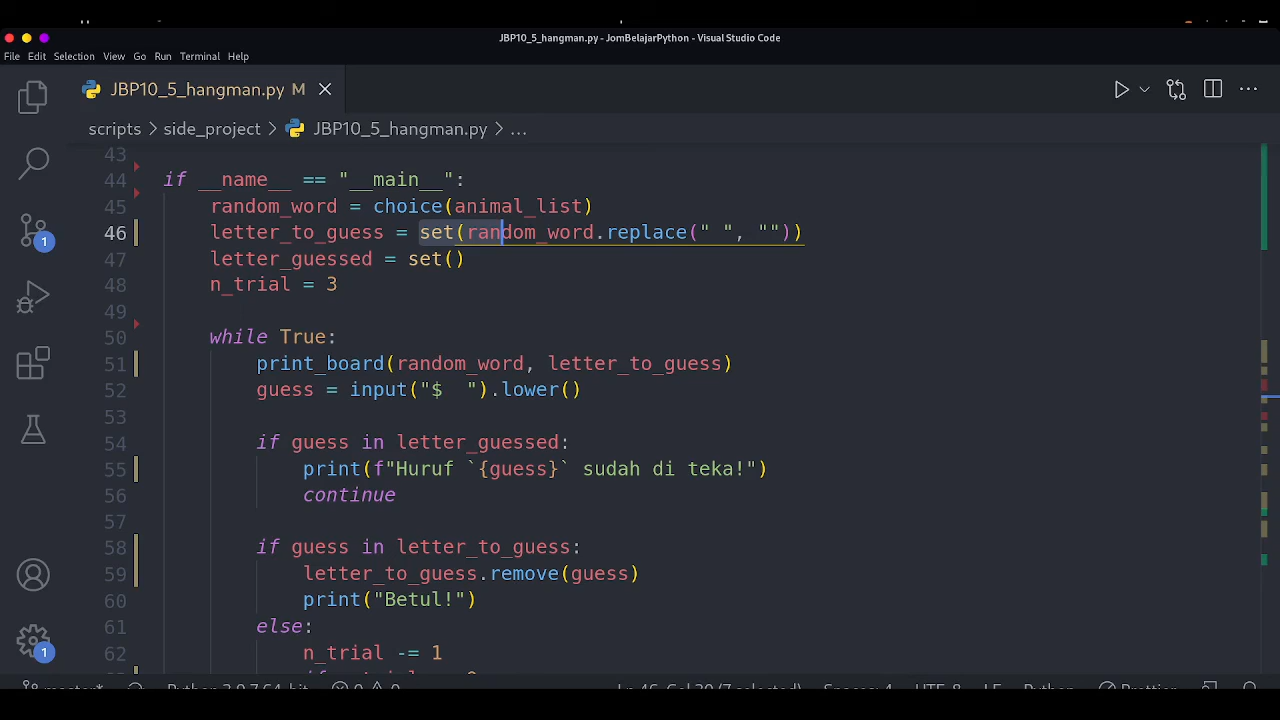 JBP10_5_hangman.py - JomBelajarPython - Visual Studio Code
File Edit Selection View Go Run Terminal Help
JBP10_5_hangman.py M
scripts > side_project > JBP10_5_hangman.py > ...
43
44 if __name__ == "__main__":
45 random_word = choice(animal_list)
46 letter_to_guess = set(random_word.replace(" ", ""))
47 letter_guessed = set()
48 n_trial = 3
49
50 while True:
51 print_board(random_word, letter_to_guess)
52 guess = input("$  ").lower()
53
54 if guess in letter_guessed:
55 print(f"Huruf `{guess}` sudah di teka!")
56 continue
57
58 if guess in letter_to_guess:
59 letter_to_guess.remove(guess)
60 print("Betul!")
61 else:
62 n_trial -= 1
1
1